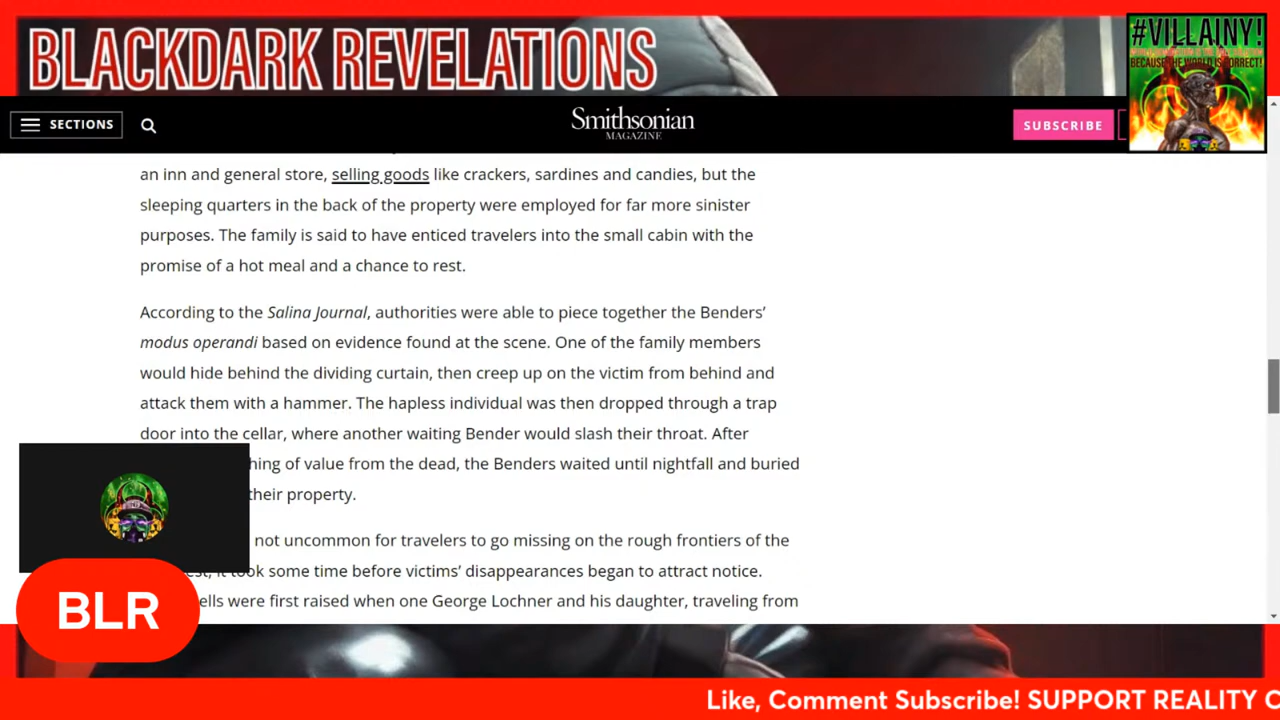 BLACKDARK REVELATIONS
#VILLAINY!
BECAUSE THE WORLD IS CORRECT!
SECTIONS
Smithsonian
MAGAZINE
SUBSCRIBE
an inn and general store, selling goods like crackers, sardines and candies, but the
sleeping quarters in the back of the property were employed for far more sinister
purposes. The family is said to have enticed travelers into the small cabin with the
promise of a hot meal and a chance to rest.
According to the Salina Journal, authorities were able to piece together the Benders’
modus operandi based on evidence found at the scene. One of the family members
would hide behind the dividing curtain, then creep up on the victim from behind and
attack them with a hammer. The hapless individual was then dropped through a trap
door into the cellar, where another waiting Bender would slash their throat. After
hing of value from the dead, the Benders waited until nightfall and buried
their property.
not uncommon for travelers to go missing on the rough frontiers of the
est, it took some time before victims’ disappearances began to attract notice.
ells were first raised when one George Lochner and his daughter, traveling from
BLR
Like, Comment Subscribe! SUPPORT REALITY C